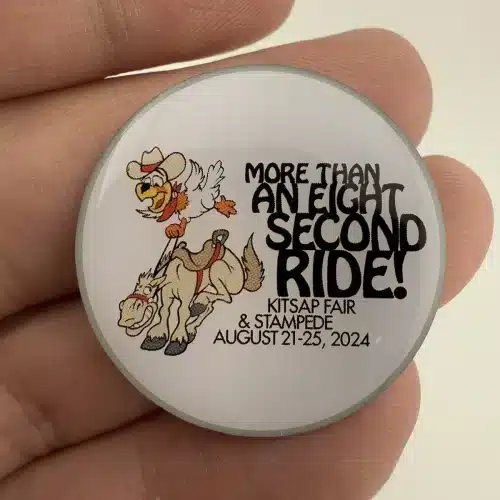 MORE THAN
AN EIGHT
SECOND
RIDE!
KITSAP FAIR
& STAMPEDE
AUGUST 21-25, 2024